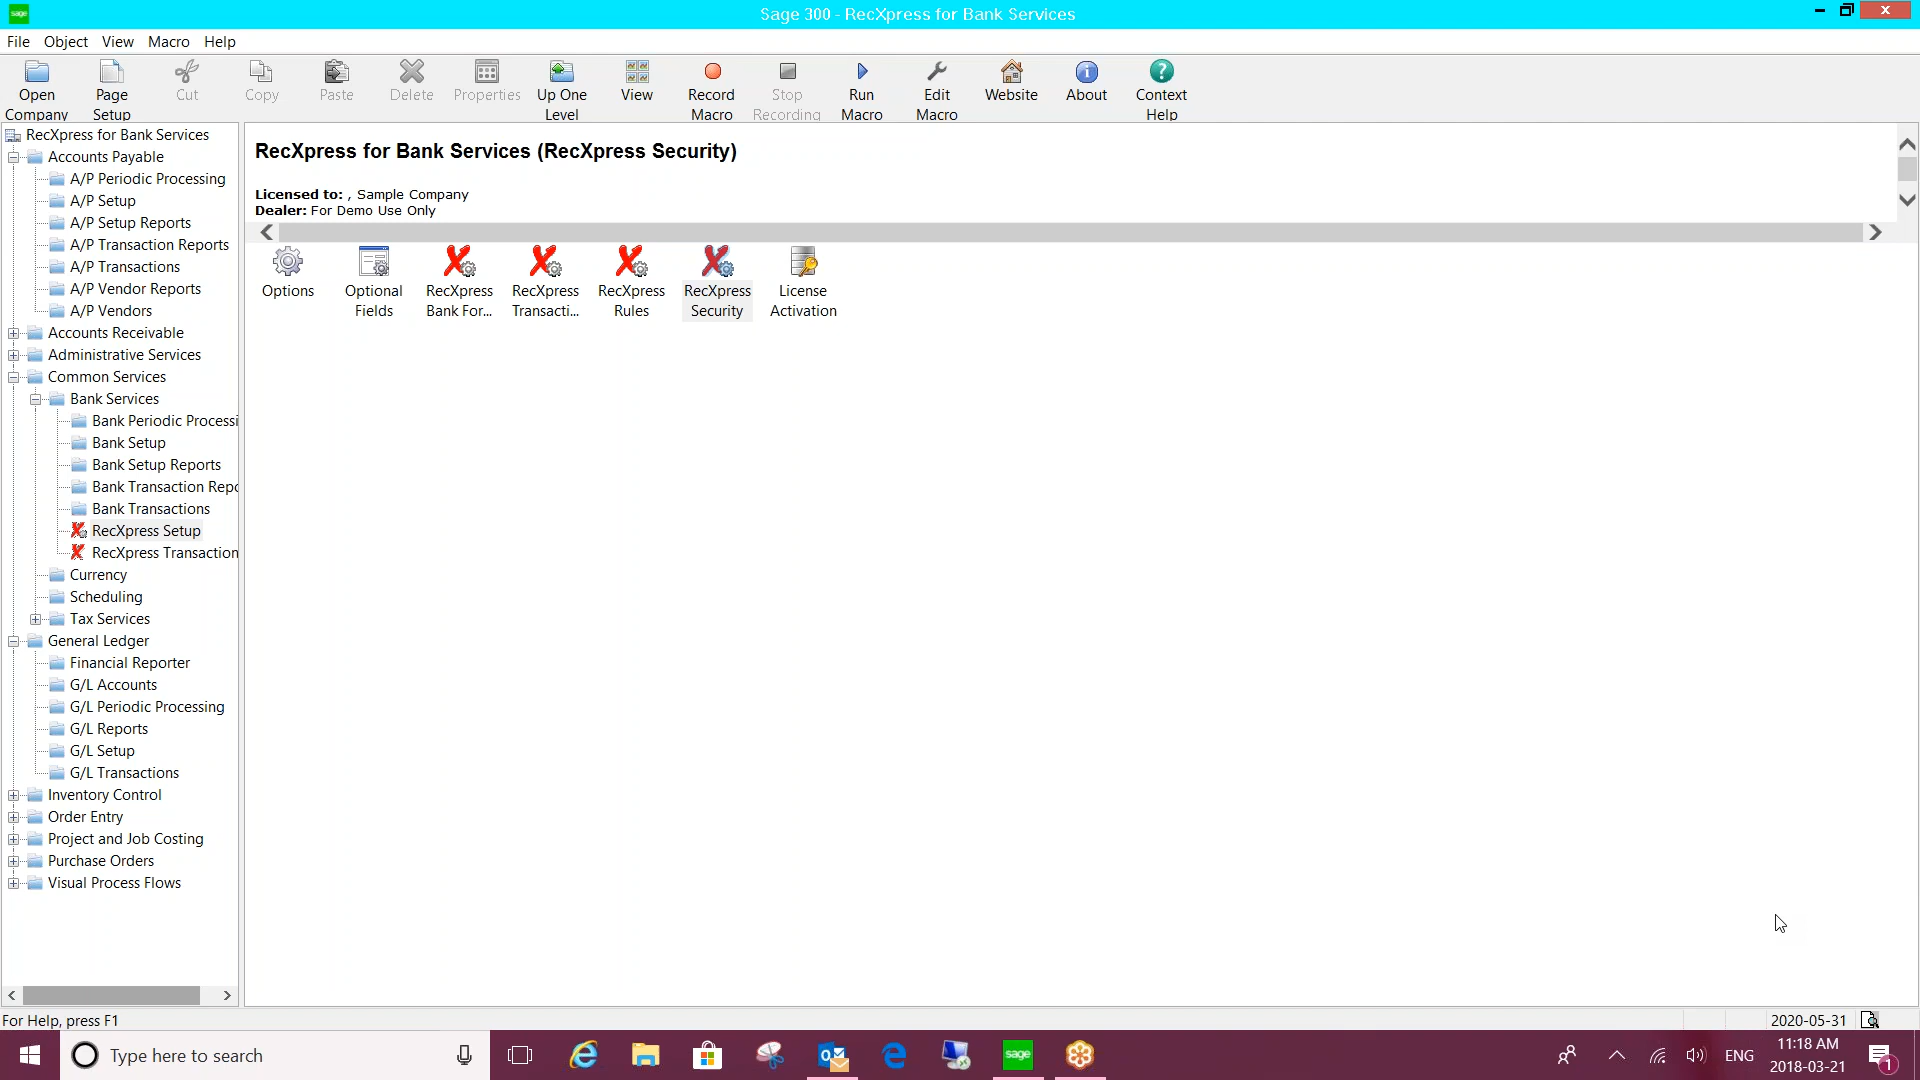 sage
Sage 300 - RecXpress for Bank Services
File Object View Macro Help
Open Company
Page Setup
Cut
Copy
Paste
Delete
Properties
Up One Level
View
Record Macro
Stop Recording
Run Macro
Edit Macro
Website
About
Context Help
RecXpress for Bank Services
Accounts Payable
A/P Periodic Processing
A/P Setup
A/P Setup Reports
A/P Transaction Reports
A/P Transactions
A/P Vendor Reports
A/P Vendors
Accounts Receivable
Administrative Services
Common Services
Bank Services
Bank Periodic Processi
Bank Setup
Bank Setup Reports
Bank Transaction Repo
Bank Transactions
RecXpress Setup
RecXpress Transaction
Currency
Scheduling
Tax Services
General Ledger
Financial Reporter
G/L Accounts
G/L Periodic Processing
G/L Reports
G/L Setup
G/L Transactions
Inventory Control
Order Entry
Project and Job Costing
Purchase Orders
Visual Process Flows
RecXpress for Bank Services (RecXpress Security)
Licensed to: , Sample Company
Dealer: For Demo Use Only
Options
Optional Fields
RecXpress Bank For...
RecXpress Transacti...
RecXpress Rules
RecXpress Security
License Activation
For Help, press F1
2020-05-31
Type here to search
sage
ENG
11:18 AM
2018-03-21
1